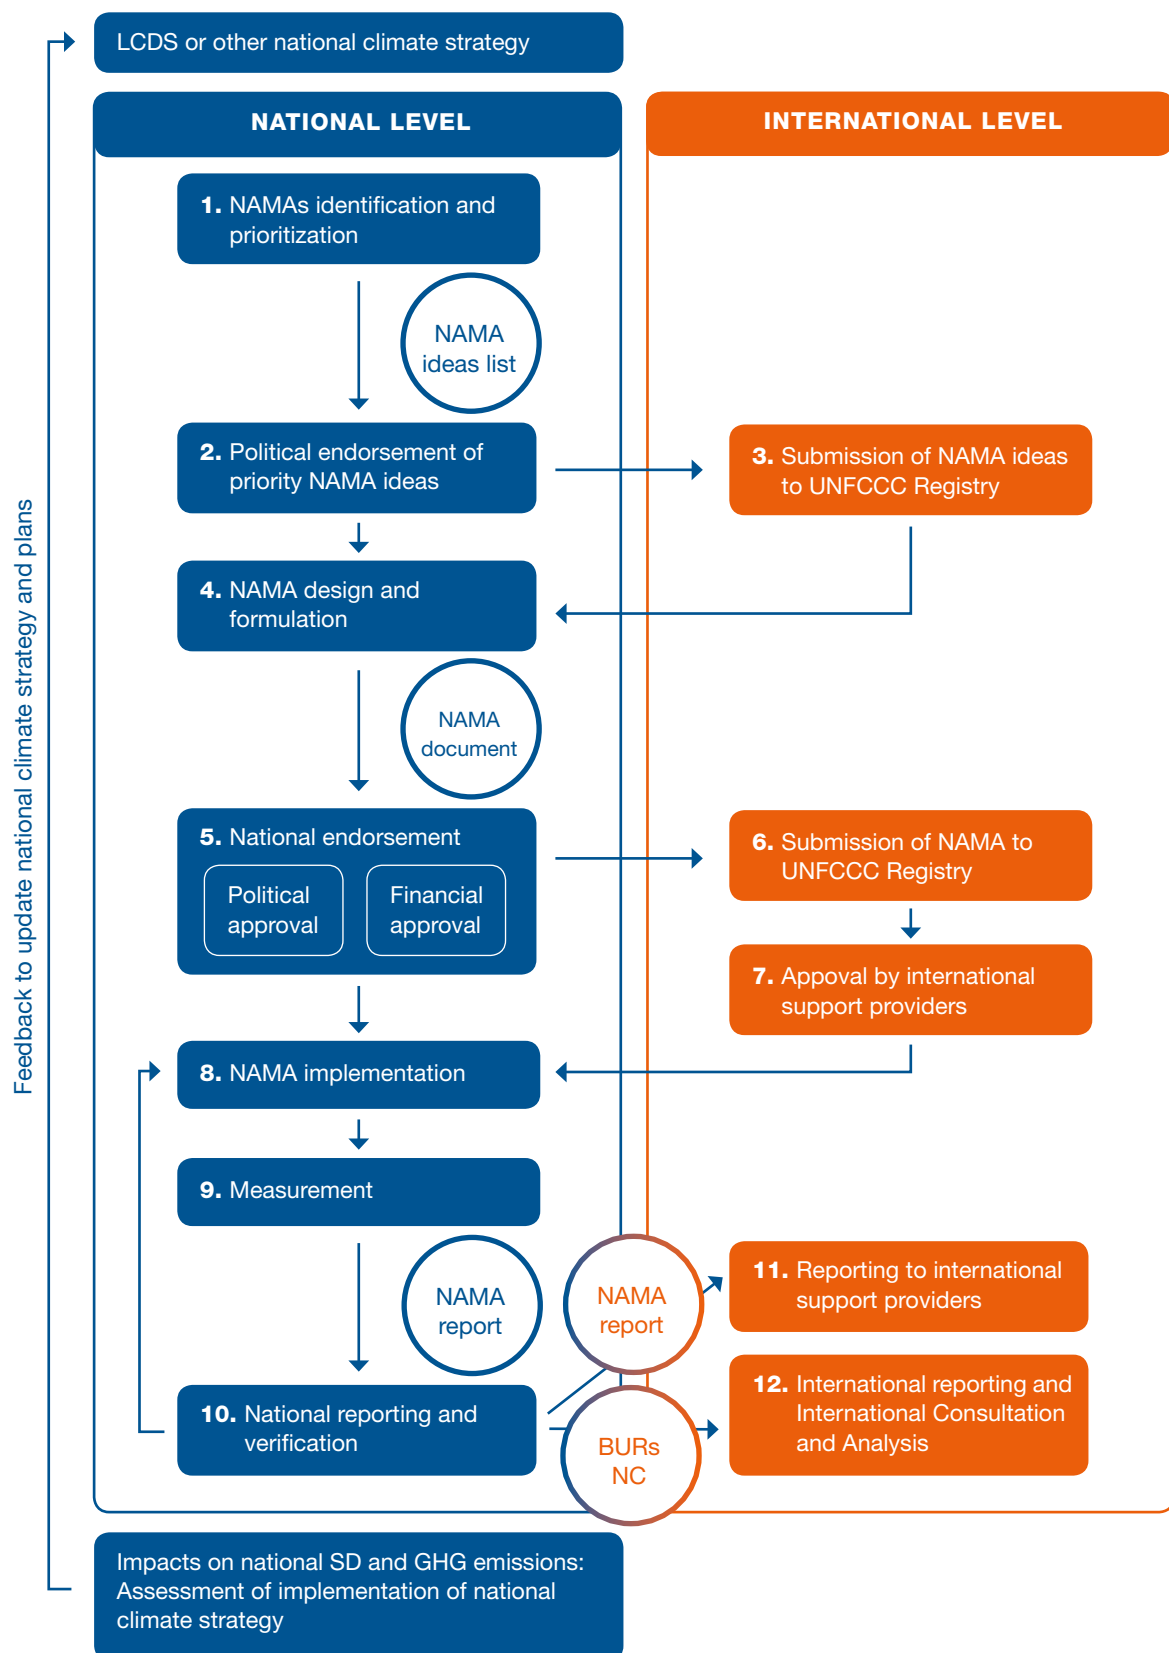 LCDS or other national climate strategy
NATIONAL LEVEL
INTERNATIONAL LEVEL
1. NAMAs identification and
prioritization
NAMA
ideas list
2. Political endorsement of
priority NAMA ideas
3. Submission of NAMA ideas
to UNFCCC Registry
4. NAMA design and
formulation
NAMA
document
5. National endorsement
Political
approval
Financial
approval
6. Submission of NAMA to
UNFCCC Registry
7. Appoval by international
support providers
8. NAMA implementation
9. Measurement
NAMA
report
NAMA
report
11. Reporting to international
support providers
10. National reporting and
verification
BURs
NC
12. International reporting and
International Consultation
and Analysis
Impacts on national SD and GHG emissions:
Assessment of implementation of national
climate strategy
Feedback to update national climate strategy and plans